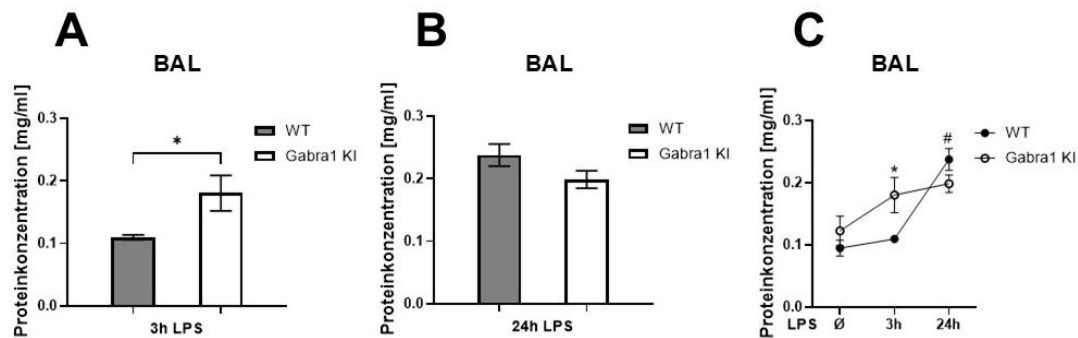 A
BAL
Proteinkonzentration [mg/ml]
0.3
0.2
0.1
0.0
*
WT
Gabra1 KI
3h LPS
B
BAL
Proteinkonzentration [mg/ml]
0.3
0.2
0.1
0.0
WT
Gabra1 KI
24h LPS
C
BAL
Proteinkonzentration [mg/ml]
0.3
0.2
0.1
0.0
*
#
WT
Gabra1 KI
LPS Ø 3h 24h